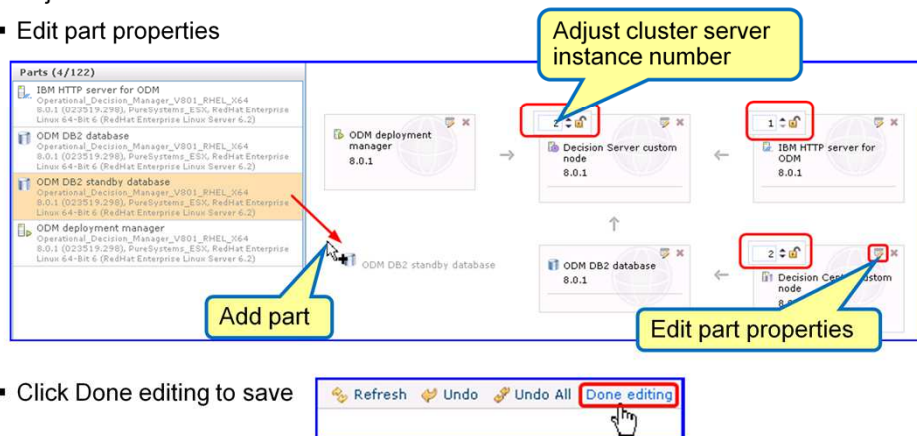 ▪ Edit part properties
Adjust cluster server
instance number
Parts (4/122)
IBM HTTP server for ODM
Operational_Decision_Manager_V801_RHEL_X64
8.0.1 (023519.298), PureSystems_ESX, RedHat Enterprise
Linux 64-Bit 6 (RedHat Enterprise Linux Server 6.2)
ODM DB2 database
Operational_Decision_Manager_V801_RHEL_X64
8.0.1 (023519.298), PureSystems_ESX, RedHat Enterprise
Linux 64-Bit 6 (RedHat Enterprise Linux Server 6.2)
ODM DB2 standby database
Operational_Decision_Manager_V801_RHEL_X64
8.0.1 (023519.298), PureSystems_ESX, RedHat Enterprise
Linux 64-Bit 6 (RedHat Enterprise Linux Server 6.2)
ODM deployment manager
Operational_Decision_Manager_V801_RHEL_X64
8.0.1 (023519.298), PureSystems_ESX, RedHat Enterprise
Linux 64-Bit 6 (RedHat Enterprise Linux Server 6.2)
ODM deployment
manager
8.0.1
2
Decision Server custom
node
8.0.1
1
IBM HTTP server for
ODM
8.0.1
ODM DB2 standby database
ODM DB2 database
8.0.1
2
Decision
node
Add part
Edit part properties
▪ Click Done editing to save
Refresh Undo Undo All Done editing